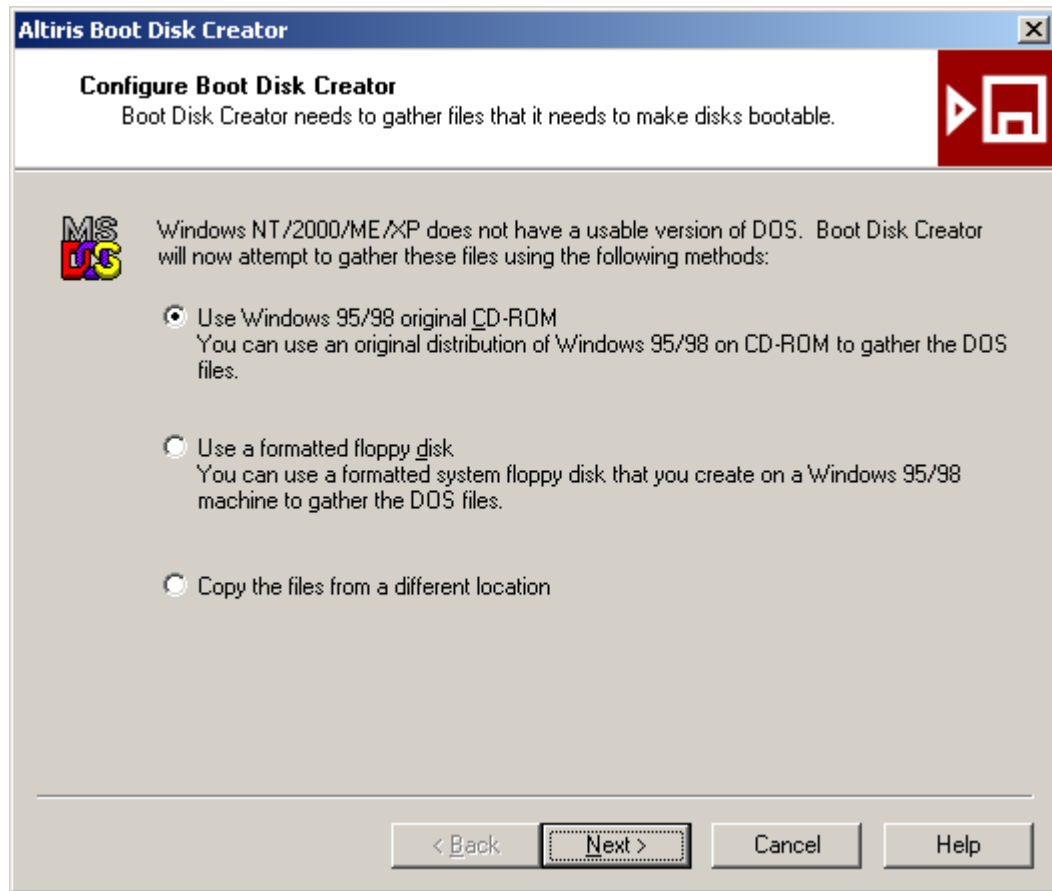 Altiris Boot Disk Creator
Configure Boot Disk Creator
Boot Disk Creator needs to gather files that it needs to make disks bootable.
MS
DOS
Windows NT/2000/ME/XP does not have a usable version of DOS.  Boot Disk Creator
will now attempt to gather these files using the following methods:
Use Windows 95/98 original CD-ROM
You can use an original distribution of Windows 95/98 on CD-ROM to gather the DOS
files.
Use a formatted floppy disk
You can use a formatted system floppy disk that you create on a Windows 95/98
machine to gather the DOS files.
Copy the files from a different location
< Back
Next >
Cancel
Help